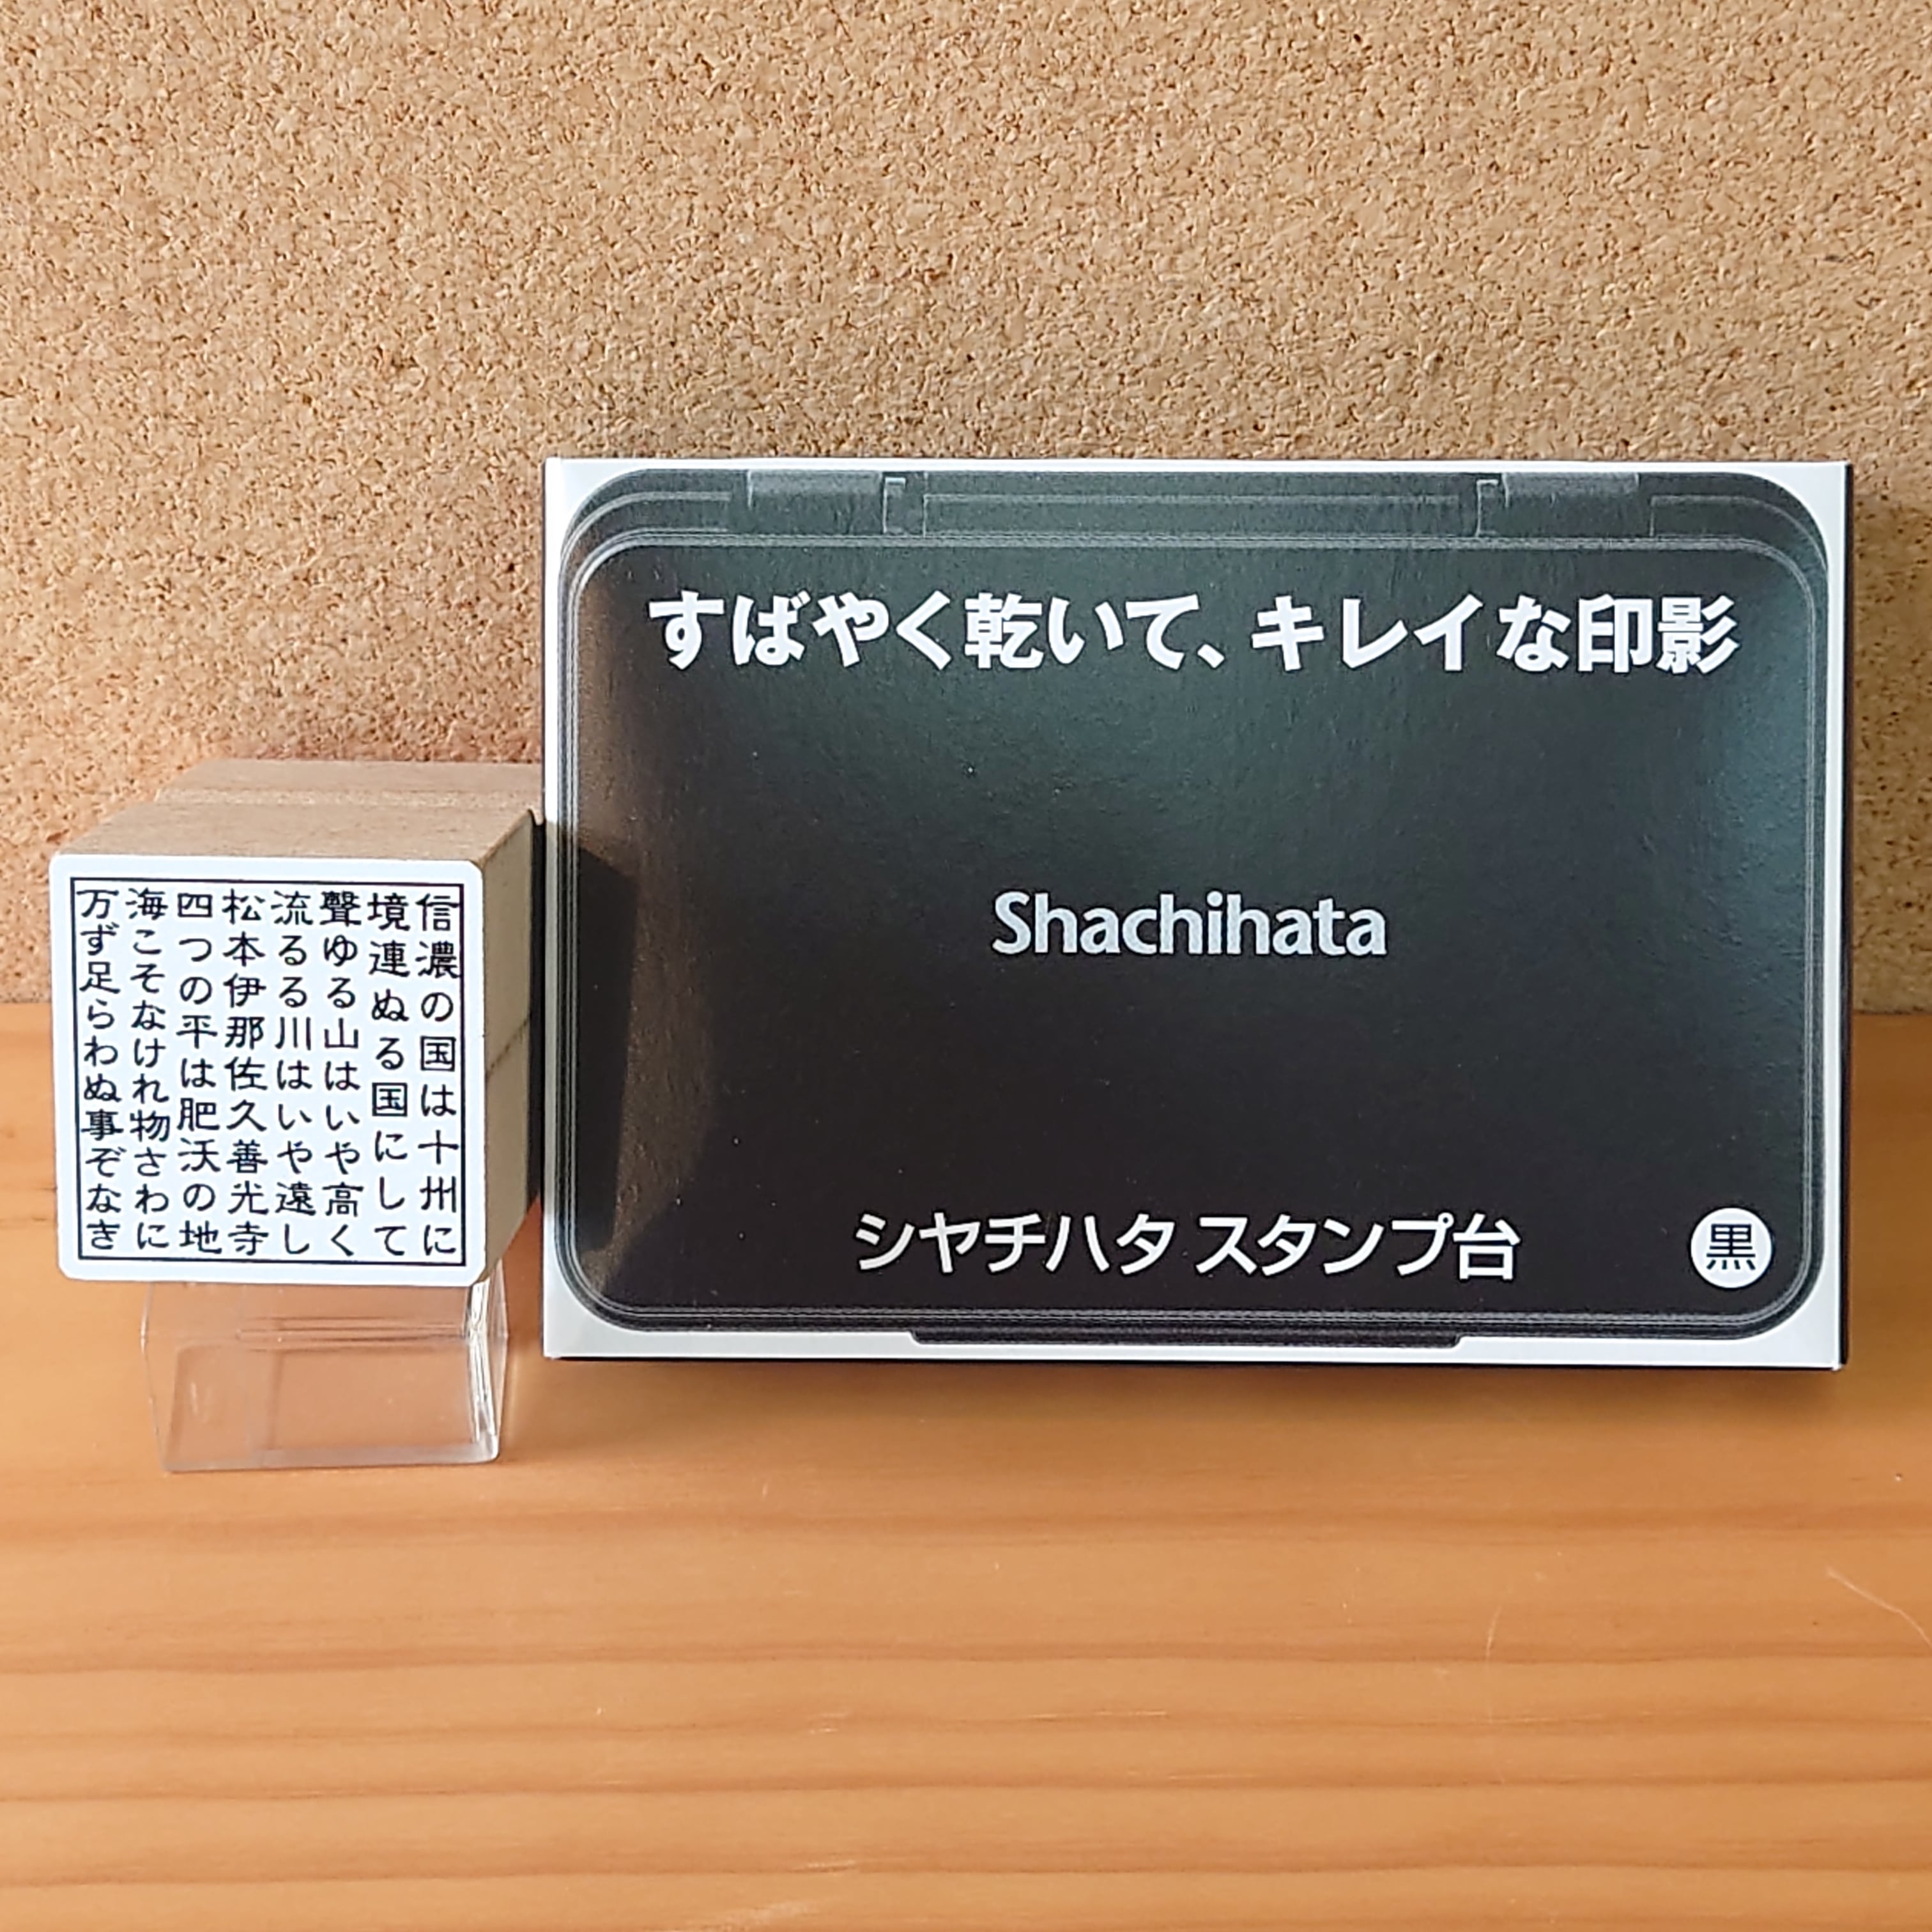 信濃の国は十州に
境連ぬる国にして
聲ゆる山はいや高く
流るる川はいや遠し
松本伊那佐久善光寺
四つの平は肥沃の地
海こそなけれ物さわに
万ず足らわぬ事ぞなき
すばやく乾いて、キレイな印影
Shachihata
シヤチハタ スタンプ台
黒